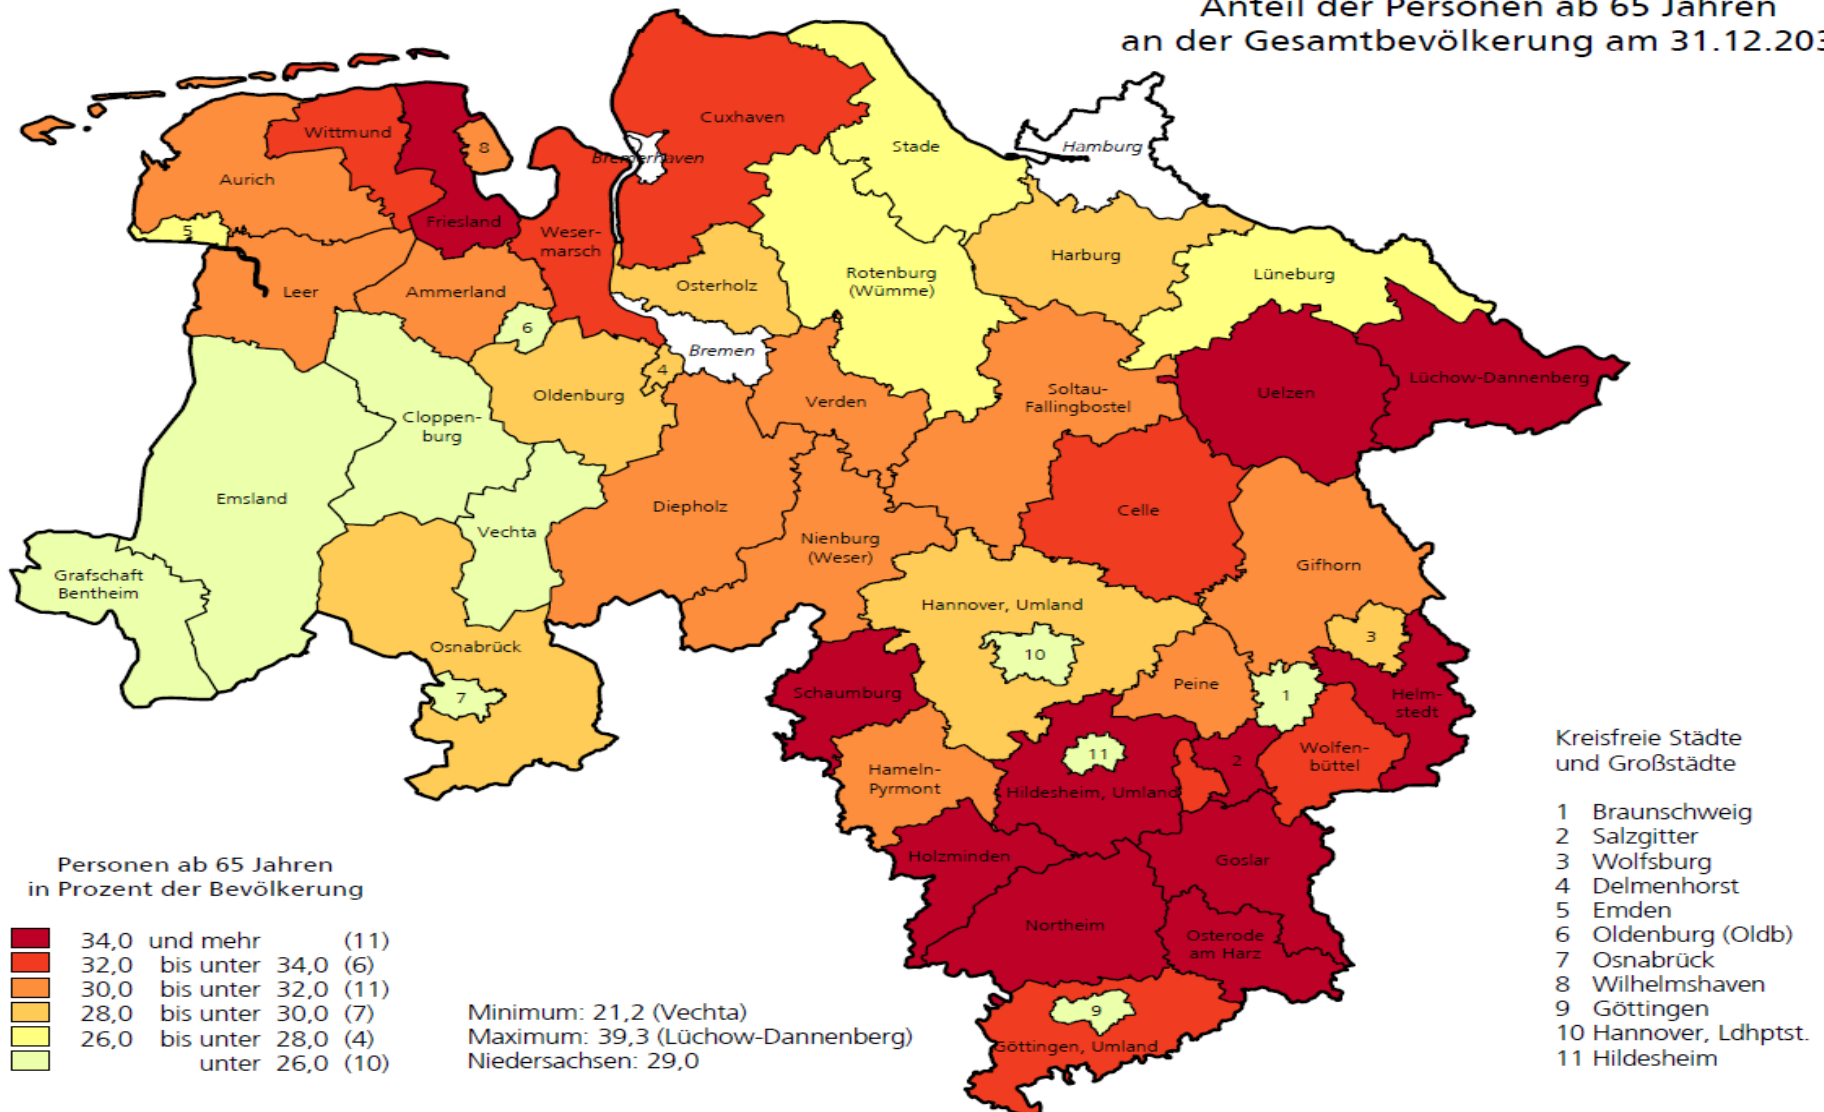 Anteil der Personen ab 65 Jahren
an der Gesamtbevölkerung am 31.12.203
Cuxhaven
Wittmund
8
Stade
Hamburg
Bremerhaven
Aurich
Friesland
5
Weser-
marsch
Harburg
Lüneburg
Rotenburg
(Wümme)
Osterholz
Leer
Ammerland
6
Bremen
4
Oldenburg
Verden
Soltau-
Fallingbostel
Uelzen
Lüchow-Dannenberg
Cloppen-
burg
Emsland
Vechta
Diepholz
Celle
Nienburg
(Weser)
Gifhorn
Grafschaft
Bentheim
Hannover, Umland
3
Osnabrück
10
7
Schaumburg
Peine
1
Helm-
stedt
Wolfen-
büttel
11
2
Hameln-
Pyrmont
Hildesheim, Umland
Holzminden
Goslar
Northeim
Osterode
am Harz
9
Göttingen, Umland
Personen ab 65 Jahren
in Prozent der Bevölkerung
34,0 und mehr (11)
32,0 bis unter 34,0 (6)
30,0 bis unter 32,0 (11)
28,0 bis unter 30,0 (7)
26,0 bis unter 28,0 (4)
unter 26,0 (10)
Minimum: 21,2 (Vechta)
Maximum: 39,3 (Lüchow-Dannenberg)
Niedersachsen: 29,0
Kreisfreie Städte
und Großstädte
1 Braunschweig
2 Salzgitter
3 Wolfsburg
4 Delmenhorst
5 Emden
6 Oldenburg (Oldb)
7 Osnabrück
8 Wilhelmshaven
9 Göttingen
10 Hannover, Ldhptst.
11 Hildesheim